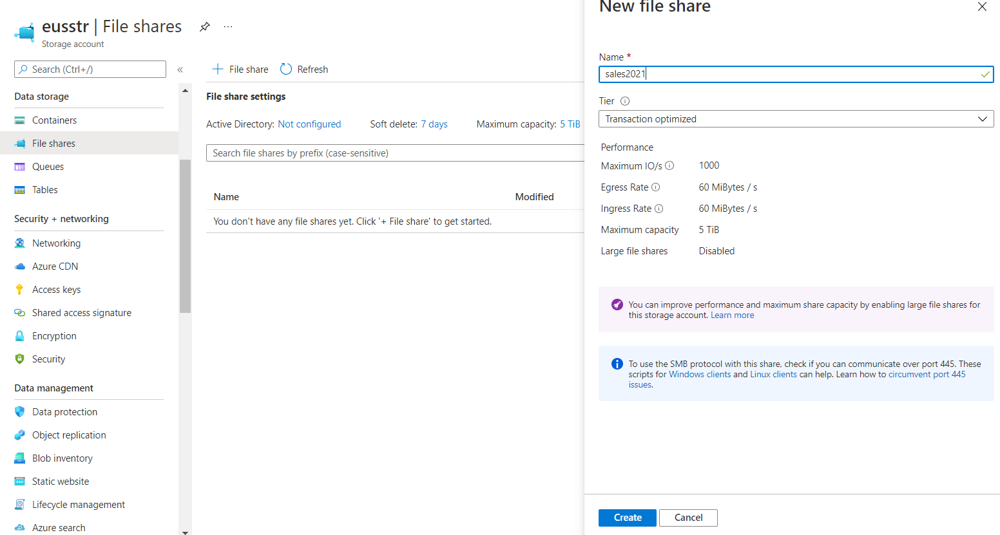 eusstr | File shares
Storage account
Search (Ctrl+/)
Data storage
Containers
File shares
Queues
Tables
Security + networking
Networking
Azure CDN
Access keys
Shared access signature
Encryption
Security
Data management
Data protection
Object replication
Blob inventory
Static website
Lifecycle management
Azure search
File share Refresh
File share settings
Active Directory: Not configured Soft delete: 7 days Maximum capacity: 5 TiB
Search file shares by prefix (case-sensitive)
Name Modified
You don't have any file shares yet. Click '+ File share' to get started.
New file share
Name *
sales2021
Tier
Transaction optimized
Performance
Maximum IO/s 1000
Egress Rate 60 MiBytes / s
Ingress Rate 60 MiBytes / s
Maximum capacity 5 TiB
Large file shares Disabled
You can improve performance and maximum share capacity by enabling large file shares for
this storage account. Learn more
To use the SMB protocol with this share, check if you can communicate over port 445. These
scripts for Windows clients and Linux clients can help. Learn how to circumvent port 445
issues.
Create Cancel